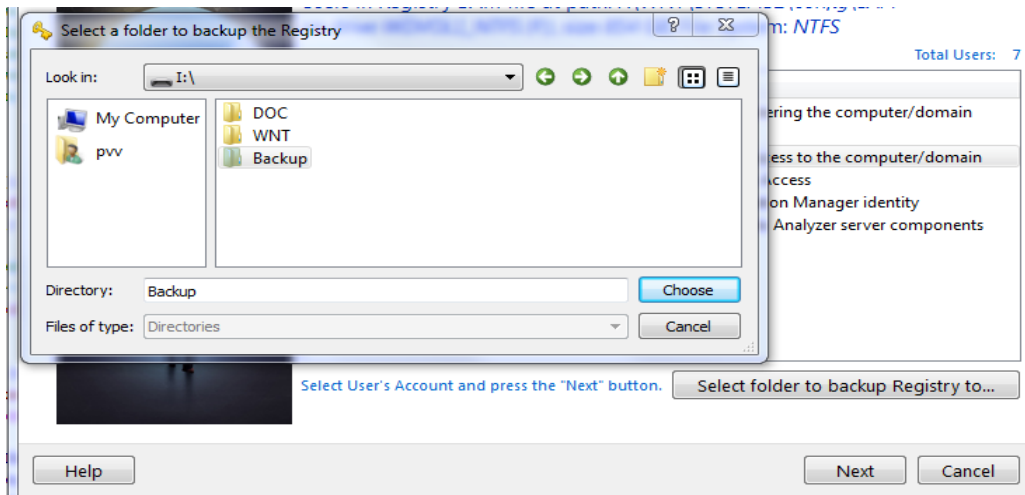 Select a folder to backup the Registry
m: NTFS
Total Users: 7
Look in:
I:\
My Computer
pvv
DOC
WNT
Backup
ering the computer/domain
ess to the computer/domain
ccess
on Manager identity
Analyzer server components
Directory:
Backup
Choose
Files of type:
Directories
Cancel
Select User's Account and press the "Next" button.
Select folder to backup Registry to...
Help
Next
Cancel